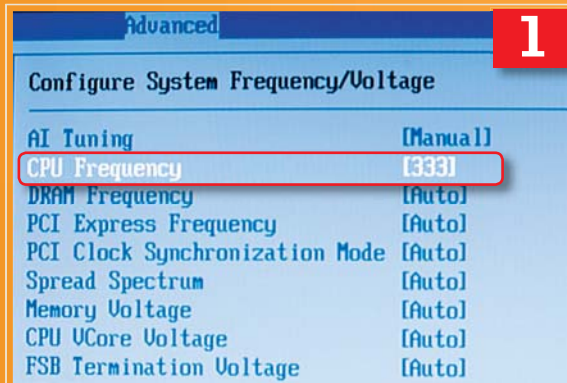 Advanced
1
Configure System Frequency/Voltage
AI Tuning [Manual]
CPU Frequency [333]
DRAM Frequency [Auto]
PCI Express Frequency [Auto]
PCI Clock Synchronization Mode [Auto]
Spread Spectrum [Auto]
Memory Voltage [Auto]
CPU VCore Voltage [Auto]
FSB Termination Voltage [Auto]